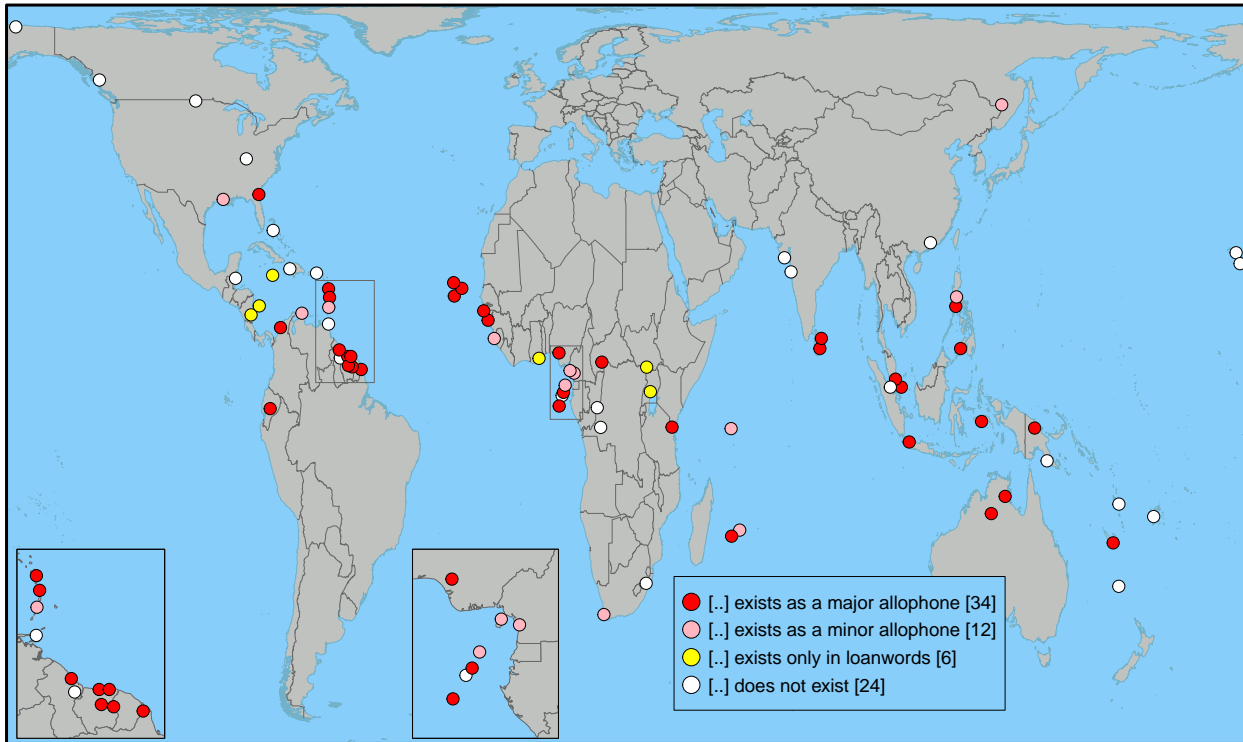 [..] exists as a major allophone [34]
[..] exists as a minor allophone [12]
[..] exists only in loanwords [6]
[..] does not exist [24]